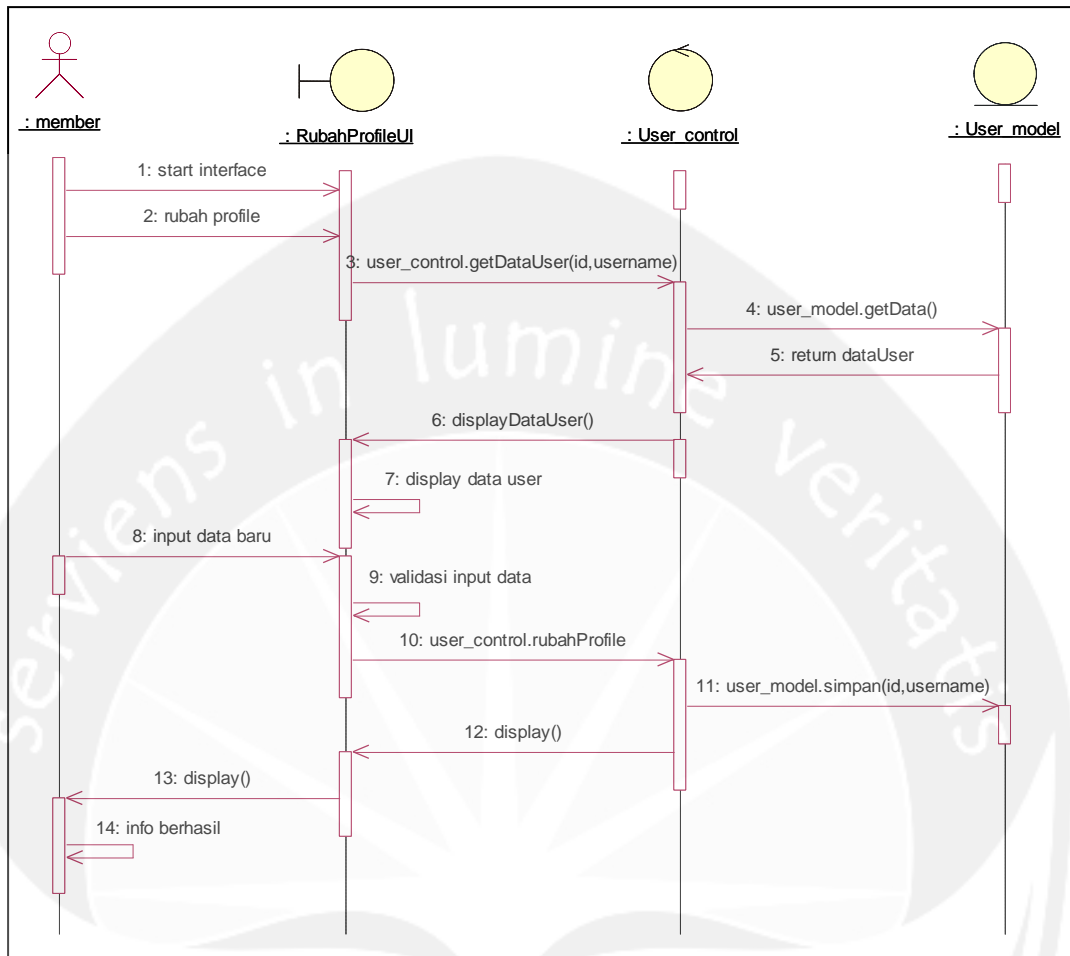 : member
: RubahProfileUI
: User_control
: User_model
1: start interface
2: rubah profile
3: user_control.getDataUser(id,username)
4: user_model.getData()
5: return dataUser
6: displayDataUser()
7: display data user
8: input data baru
9: validasi input data
10: user_control.rubahProfile
11: user_model.simpan(id,username)
12: display()
13: display()
14: info berhasil
serviens in lumine veritatis